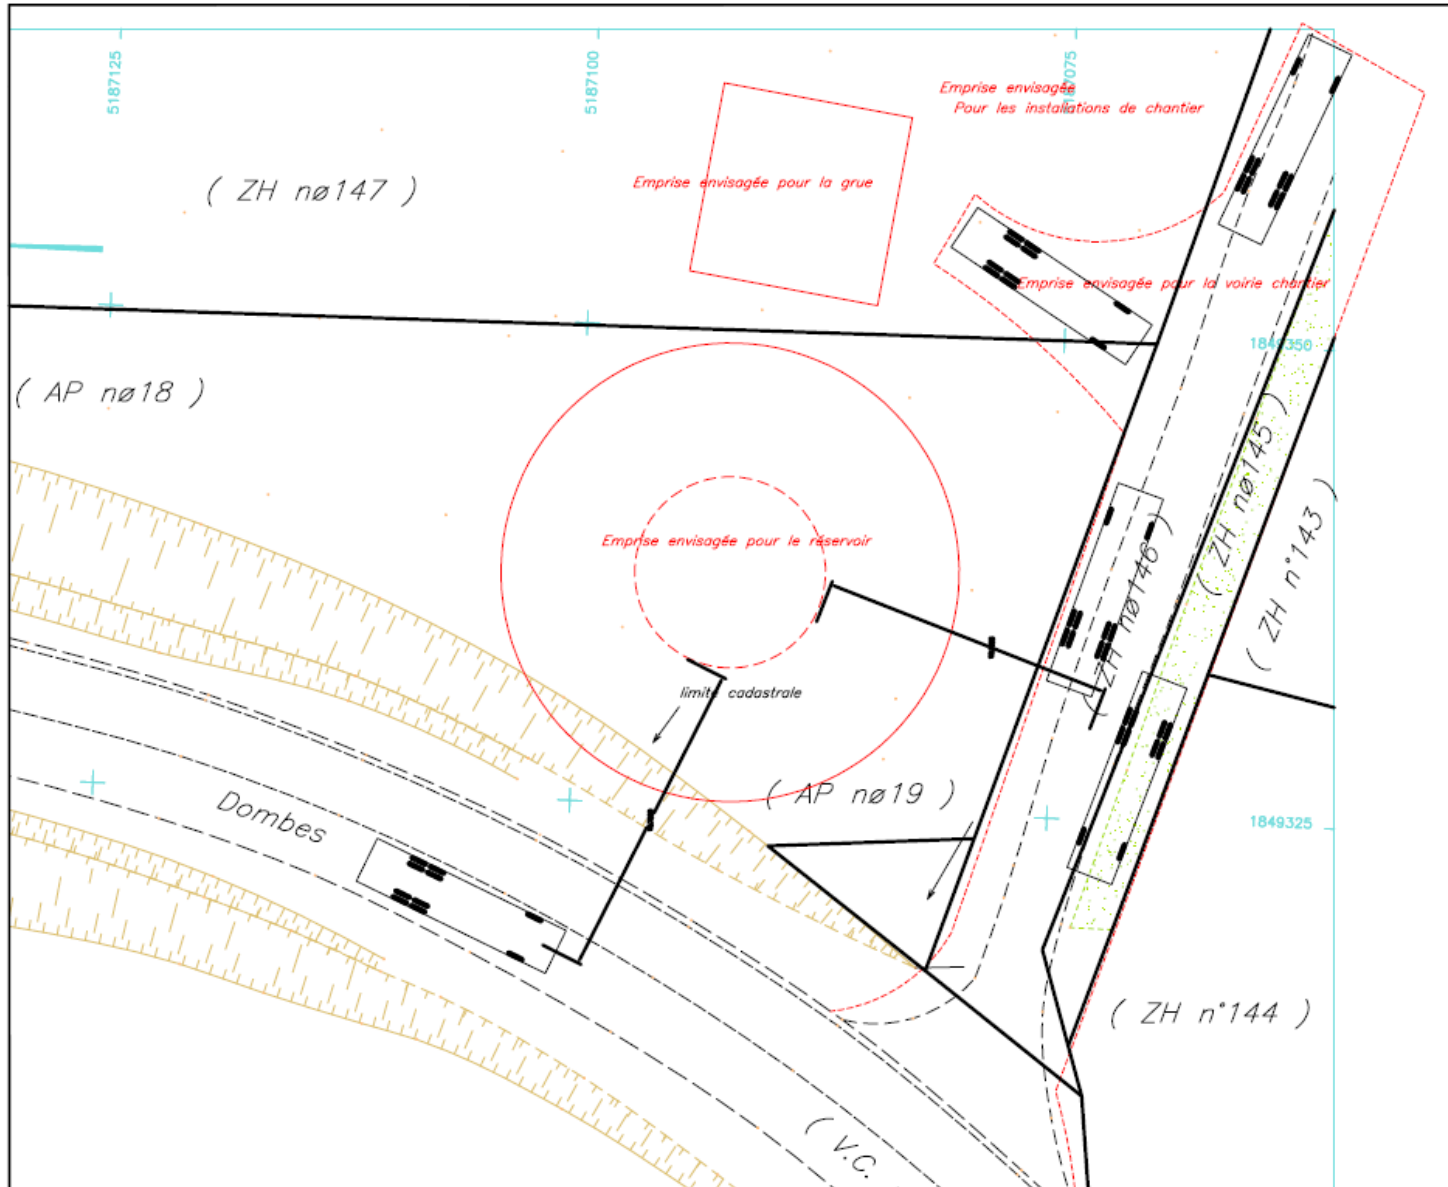 5187125
5187100
5187075
Emprise envisagée
Pour les installations de chantier
( ZH nø147 )
Emprise envisagée pour la grue
Emprise envisagée pour la voirie chantier
1849350
( AP nø18 )
( ZH nø145 )
( ZH n°143 )
Emprise envisagée pour le réservoir
( ZH nø146 )
limite cadastrale
( AP nø19 )
Dombes
1849325
( ZH n°144 )
( V.C.